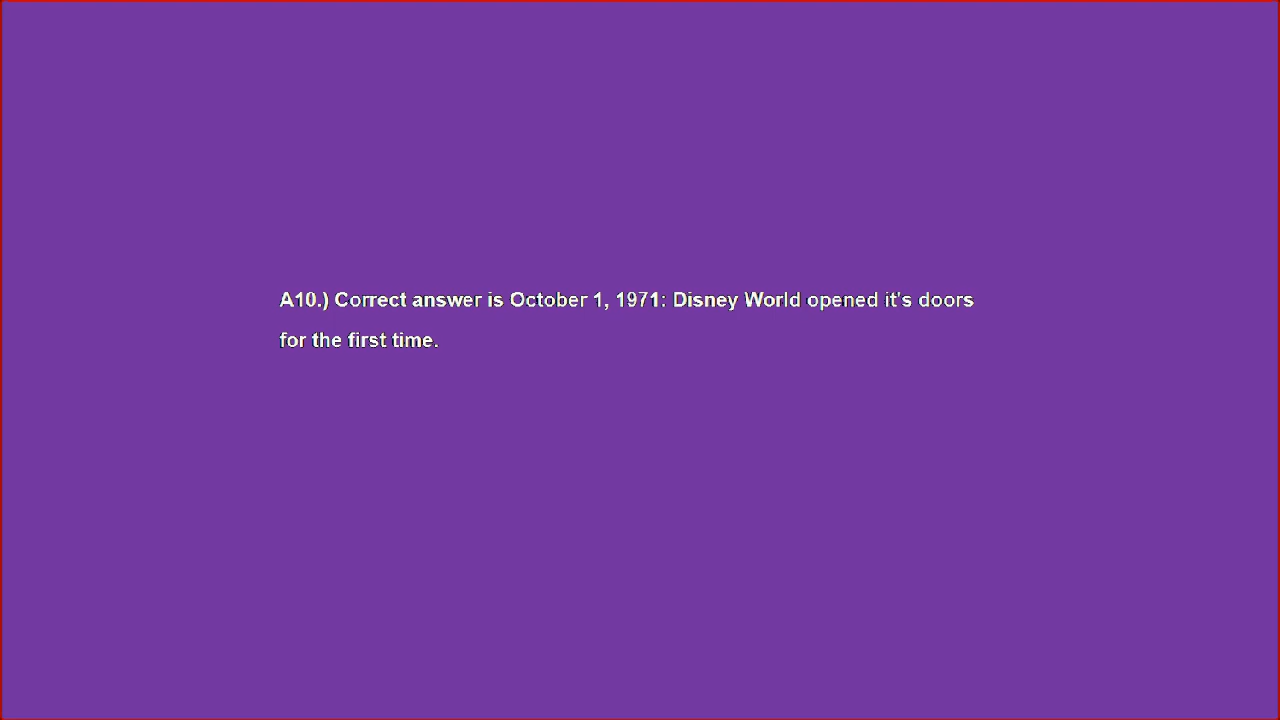 A10.) Correct answer is October 1, 1971: Disney World opened it's doors
for the first time.